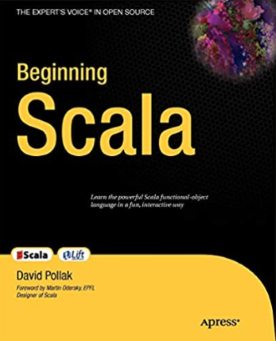 THE EXPERT'S VOICE® IN OPEN SOURCE
Beginning
Scala
Learn the powerful Scala functional-object
language in a fun, interactive way
Scala Lift
David Pollak
Foreword by Martin Odersky, EPFL
Designer of Scala
Apress®